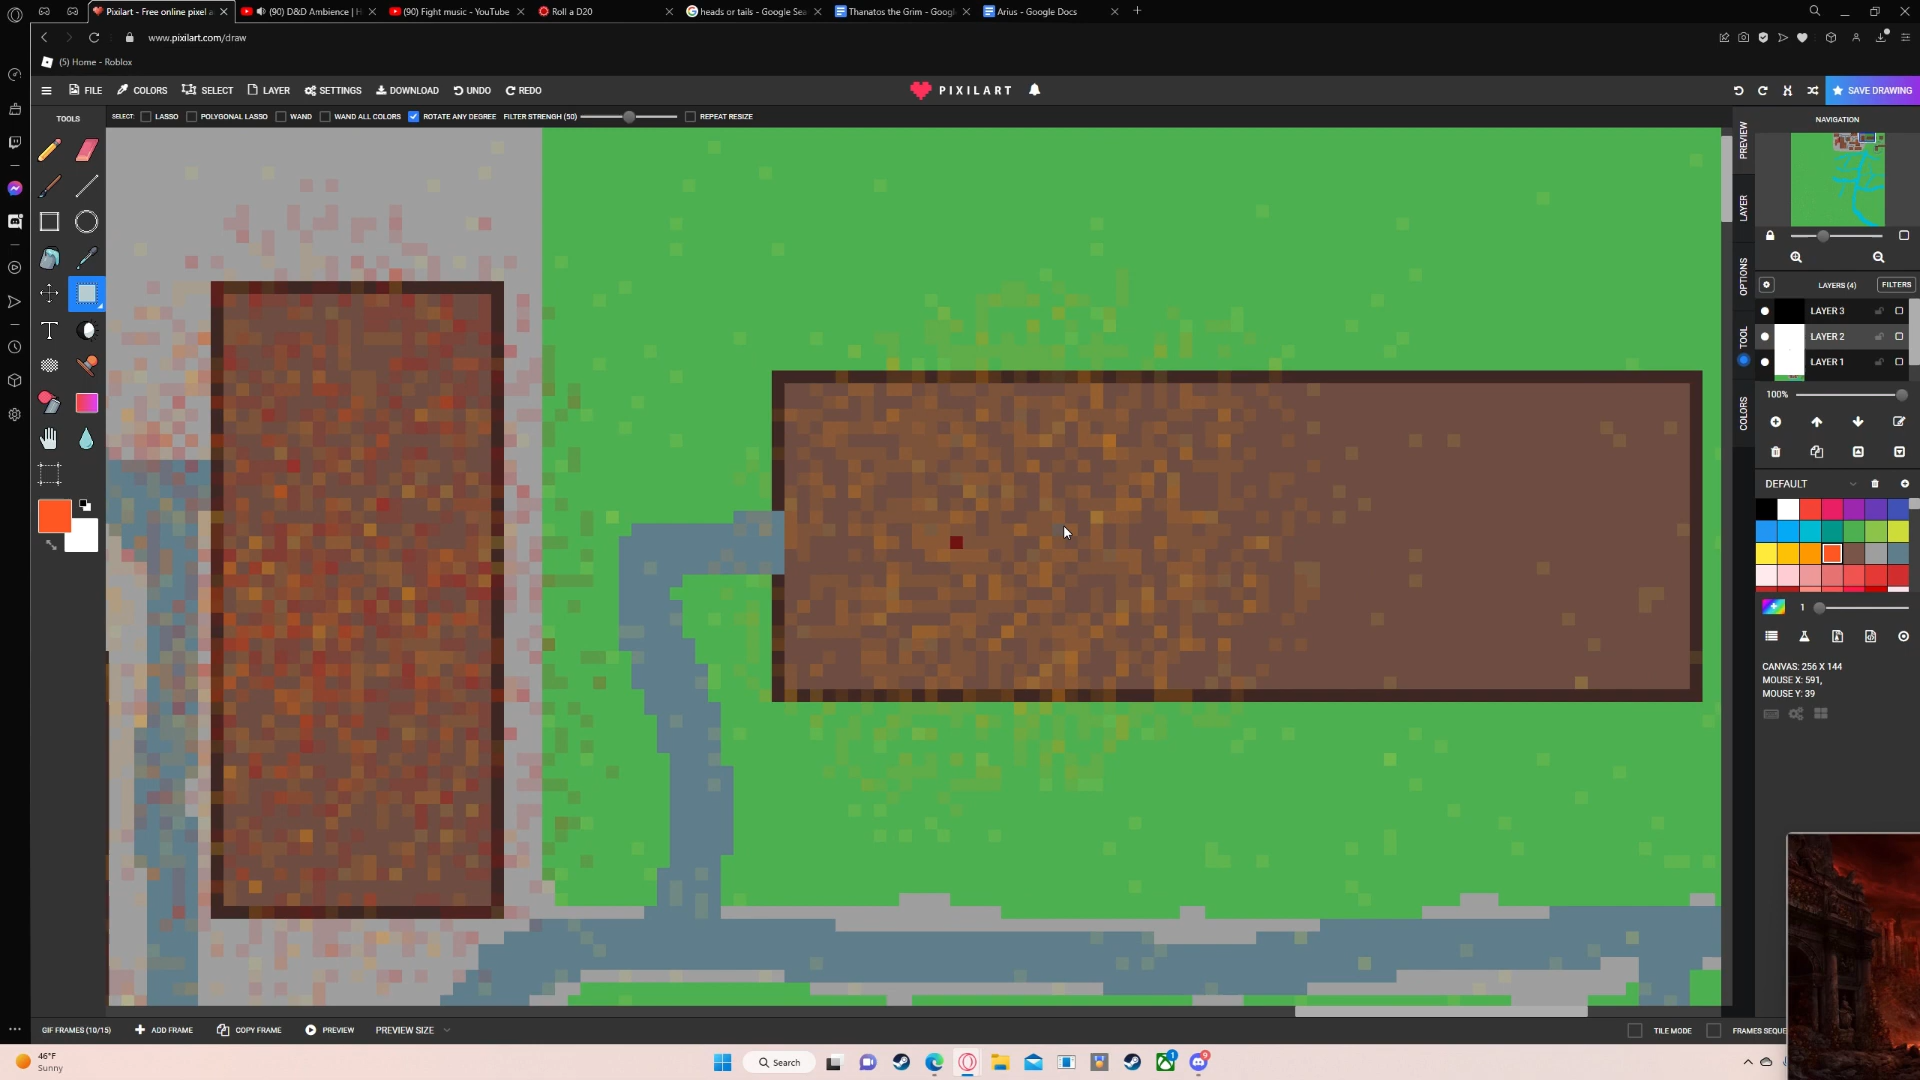 Pixilart - Free online pixel a
(90) D&D Ambience | H
(90) Fight music - YouTube
Roll a D20
heads or tails - Google Sea
Thanatos the Grim - Google
Arius - Google Docs
www.pixilart.com/draw
(5) Home - Roblox
FILE COLORS SELECT LAYER SETTINGS DOWNLOAD UNDO REDO
PIXILART
SAVE DRAWING
TOOLS
SELECT: LASSO POLYGONAL LASSO WAND WAND ALL COLORS ROTATE ANY DEGREE FILTER STRENGH (50) REPEAT RESIZE
T
PREVIEW
LAYER
OPTIONS
TOOL
COLORS
NAVIGATION
LAYERS (4) FILTERS
LAYER 3
LAYER 2
LAYER 1
100%
DEFAULT
1
CANVAS: 256 X 144
MOUSE X: 591,
MOUSE Y: 39
GIF FRAMES (10/15) ADD FRAME COPY FRAME PREVIEW PREVIEW SIZE
TILE MODE FRAMES SEQUE
46°F
Sunny
Search
1
9